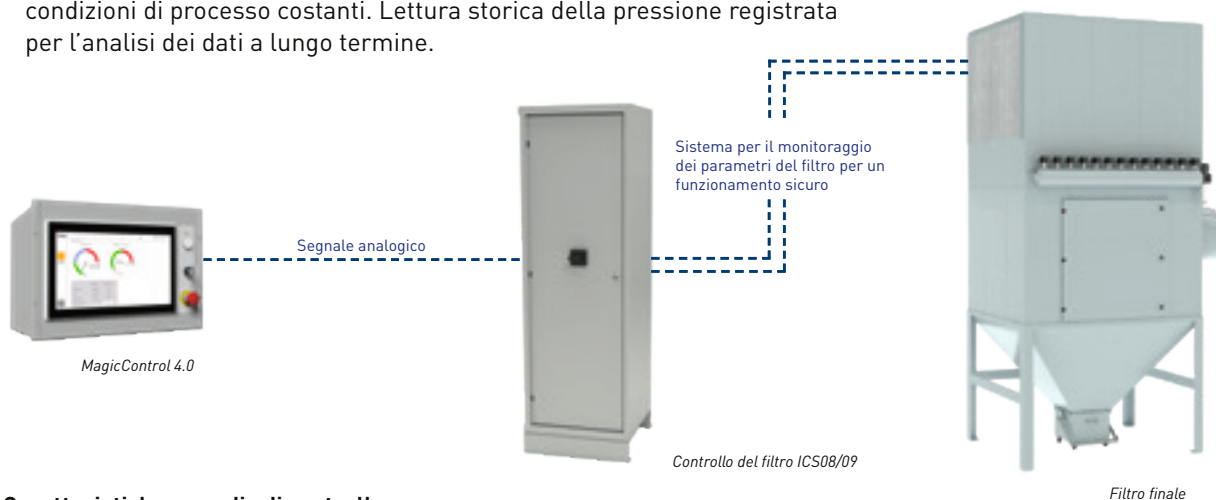 condizioni di processo costanti. Lettura storica della pressione registrata
per l'analisi dei dati a lungo termine.
Sistema per il monitoraggio
dei parametri del filtro per un
funzionamento sicuro
Segnale analogico
MagicControl 4.0
Controllo del filtro ICS08/09
Filtro finale